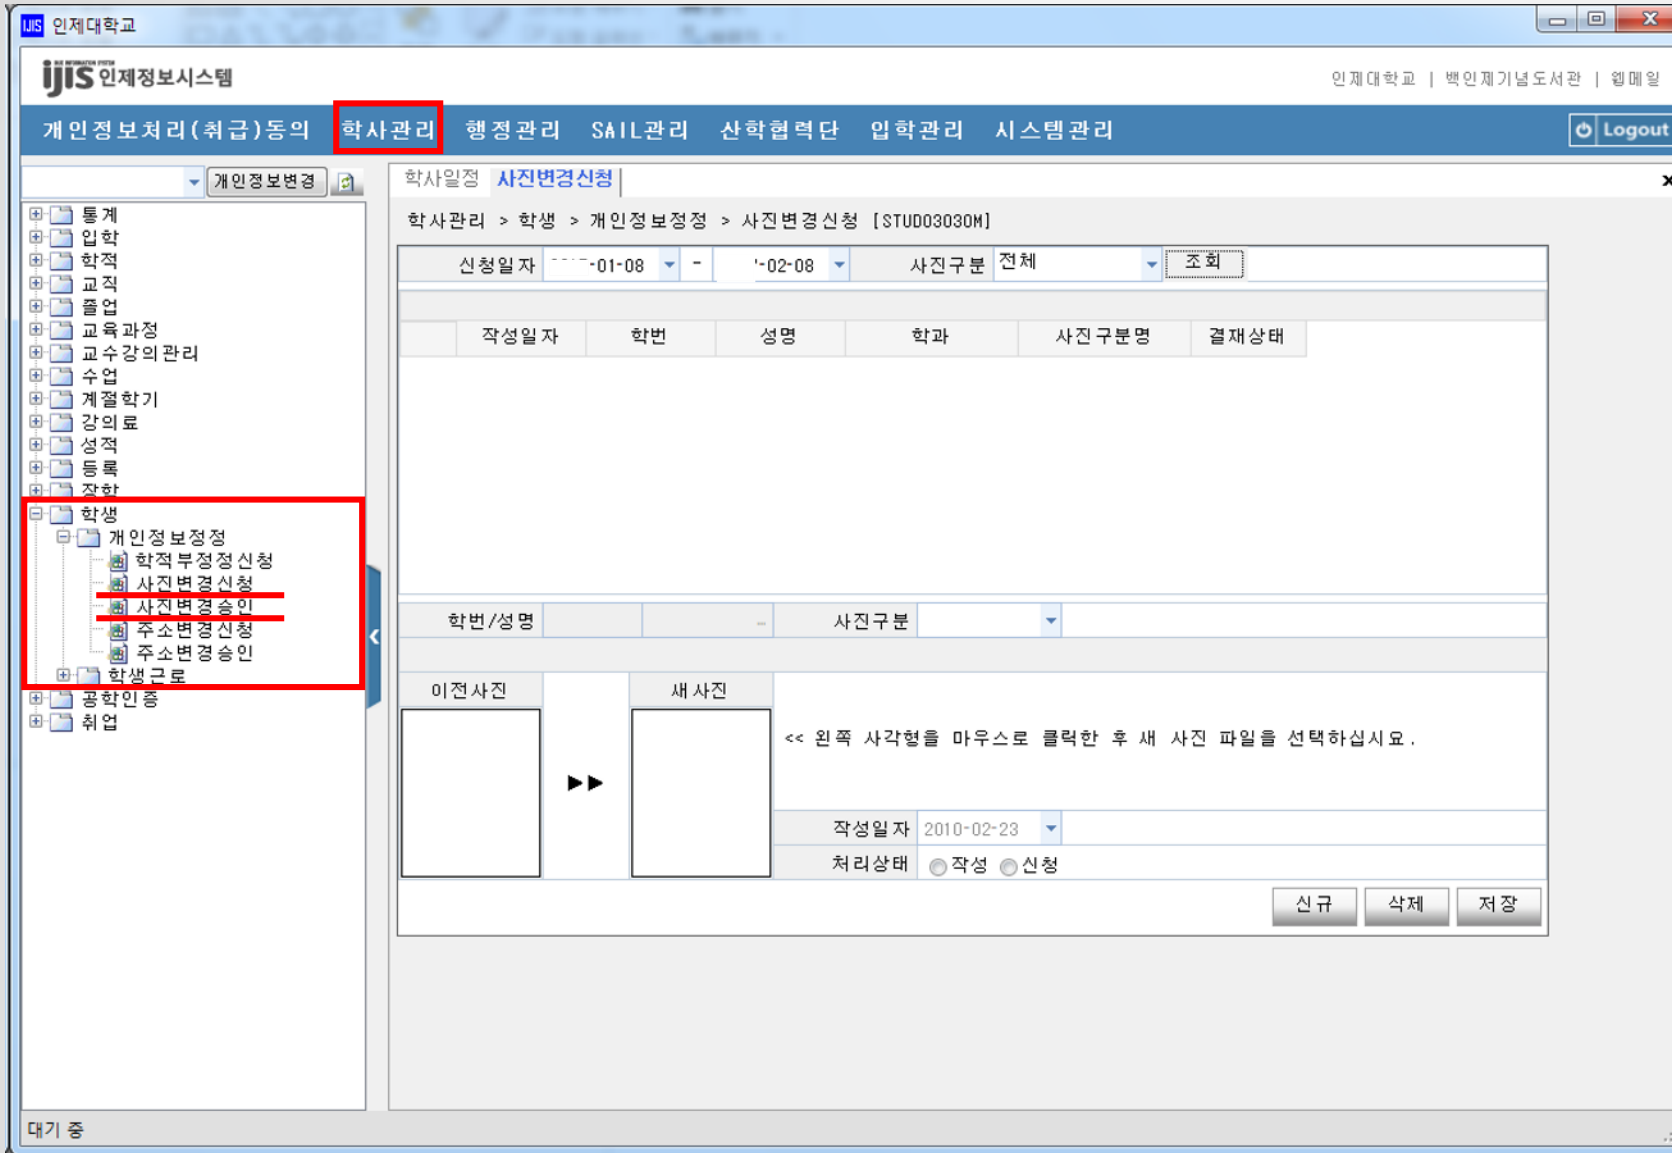 IJIS 인제대학교
ijis 인제정보시스템
인제대학교 | 백인제기념도서관 | 웹메일
개인정보처리(취급)동의 학사관리 행정관리 SAIL관리 산학협력단 입학관리 시스템관리 Logout
개인정보변경
통계
입학
학적
교직
졸업
교육과정
교수강의관리
수업
계절학기
강의료
성적
등록
장학
학생
개인정보정정
학적부정정신청
사진변경신청
사진변경승인
주소변경신청
주소변경승인
학생근로
공학인증
취업
학사일정 사진변경신청
학사관리 > 학생 > 개인정보정정 > 사진변경신청 [STUD03030M]
신청일자 -01-08 - -02-08 사진구분 전체 조회
작성일자 학번 성명 학과 사진구분명 결재상태
학번/성명 사진구분
이전사진 새사진
<< 왼쪽 사각형을 마우스로 클릭한 후 새 사진 파일을 선택하십시요.
작성일자 2010-02-23
처리상태 작성 신청
신규 삭제 저장
대기 중